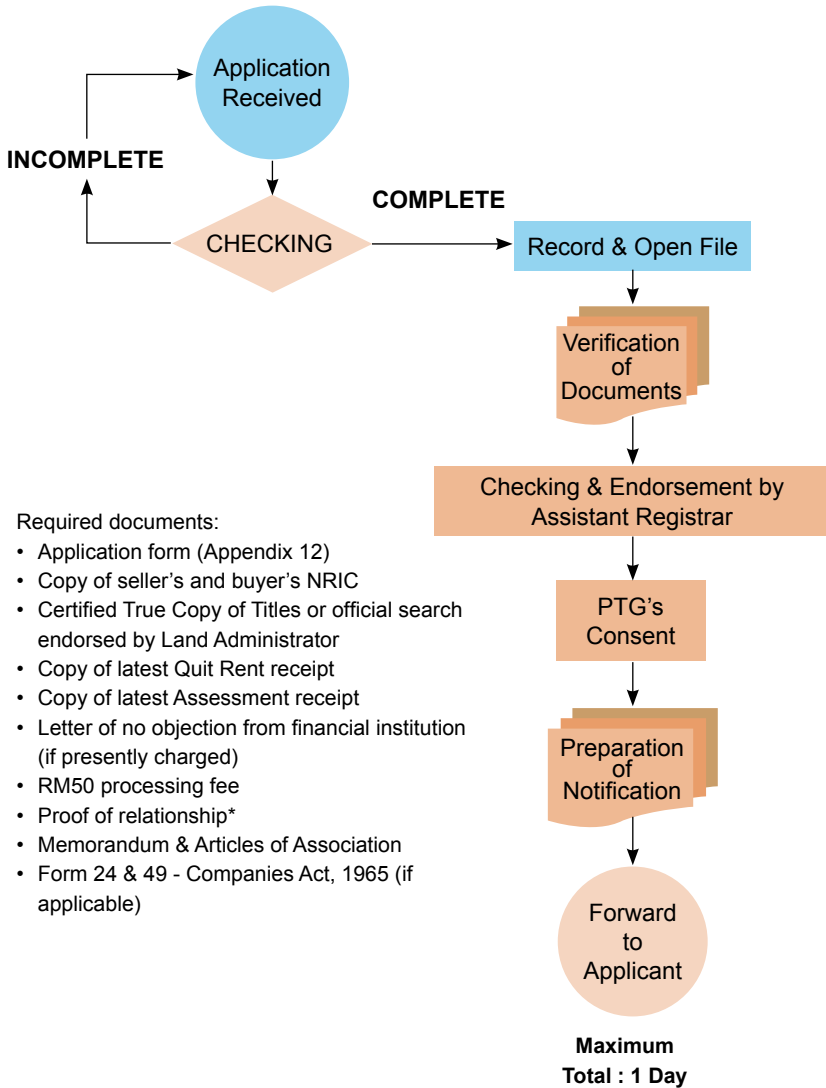 Application
Received
INCOMPLETE
CHECKING
COMPLETE
Record & Open File
Verification
of
Documents
Checking & Endorsement by
Assistant Registrar
PTG's
Consent
Preparation
of
Notification
Forward
to
Applicant
Maximum
Total : 1 Day
Required documents:
• Application form (Appendix 12)
• Copy of seller's and buyer's NRIC
• Certified True Copy of Titles or official search
endorsed by Land Administrator
• Copy of latest Quit Rent receipt
• Copy of latest Assessment receipt
• Letter of no objection from financial institution
(if presently charged)
• RM50 processing fee
• Proof of relationship*
• Memorandum & Articles of Association
• Form 24 & 49 - Companies Act, 1965 (if
applicable)